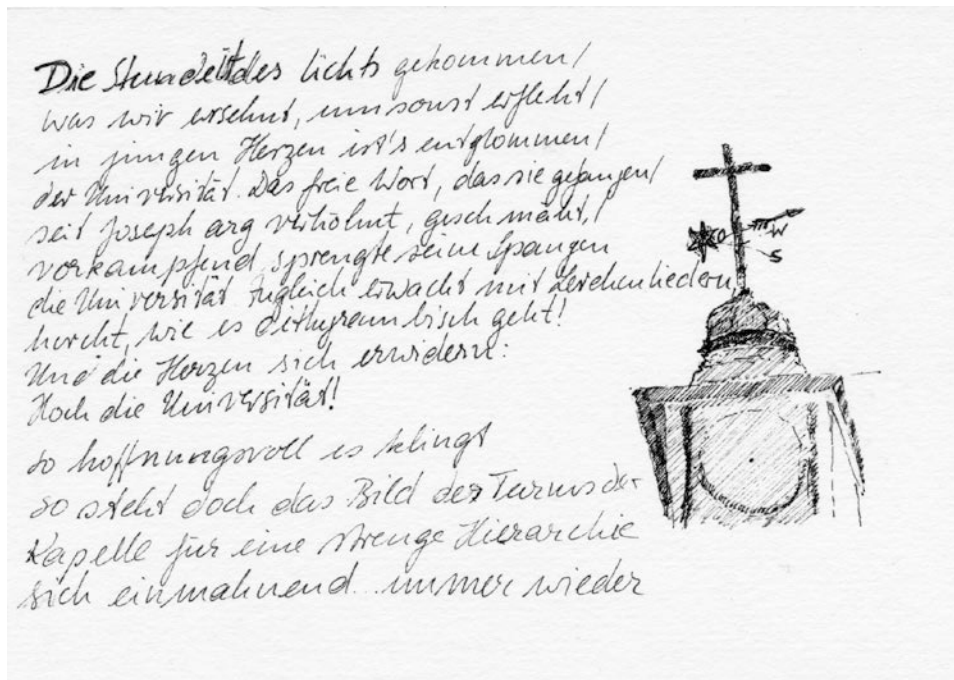 Die Stunde ist des Lichts gekommen/
was wir ersehnt, umsonst erfleht/
in jungen Herzen ist's entglommen/
der Universität. Das freie Wort, das sie gefangen/
seit Joseph arg verhöhnt, geschmäht,/
vorkämpfend sprengte seine Spangen
die Universität. Zugleich erwacht mit Lerchenliedern,
horcht, wie es dithyrambisch geht!
Und die Herzen sich erwidern:
Hoch die Universität!
so hoffnungsvoll es klingt
so steht doch das Bild des Turms der
Kapelle für eine strenge Hierarchie
sich einmahnend immer wieder
W
S